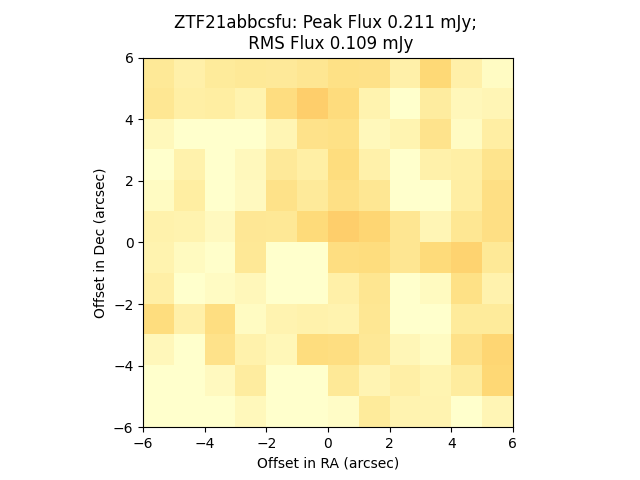 ZTF21abbcsfu: Peak Flux 0.211 mJy;
RMS Flux 0.109 mJy
6
4
2
0
−2
−4
−6
Offset in Dec (arcsec)
−6 −4 −2 0 2 4 6
Offset in RA (arcsec)